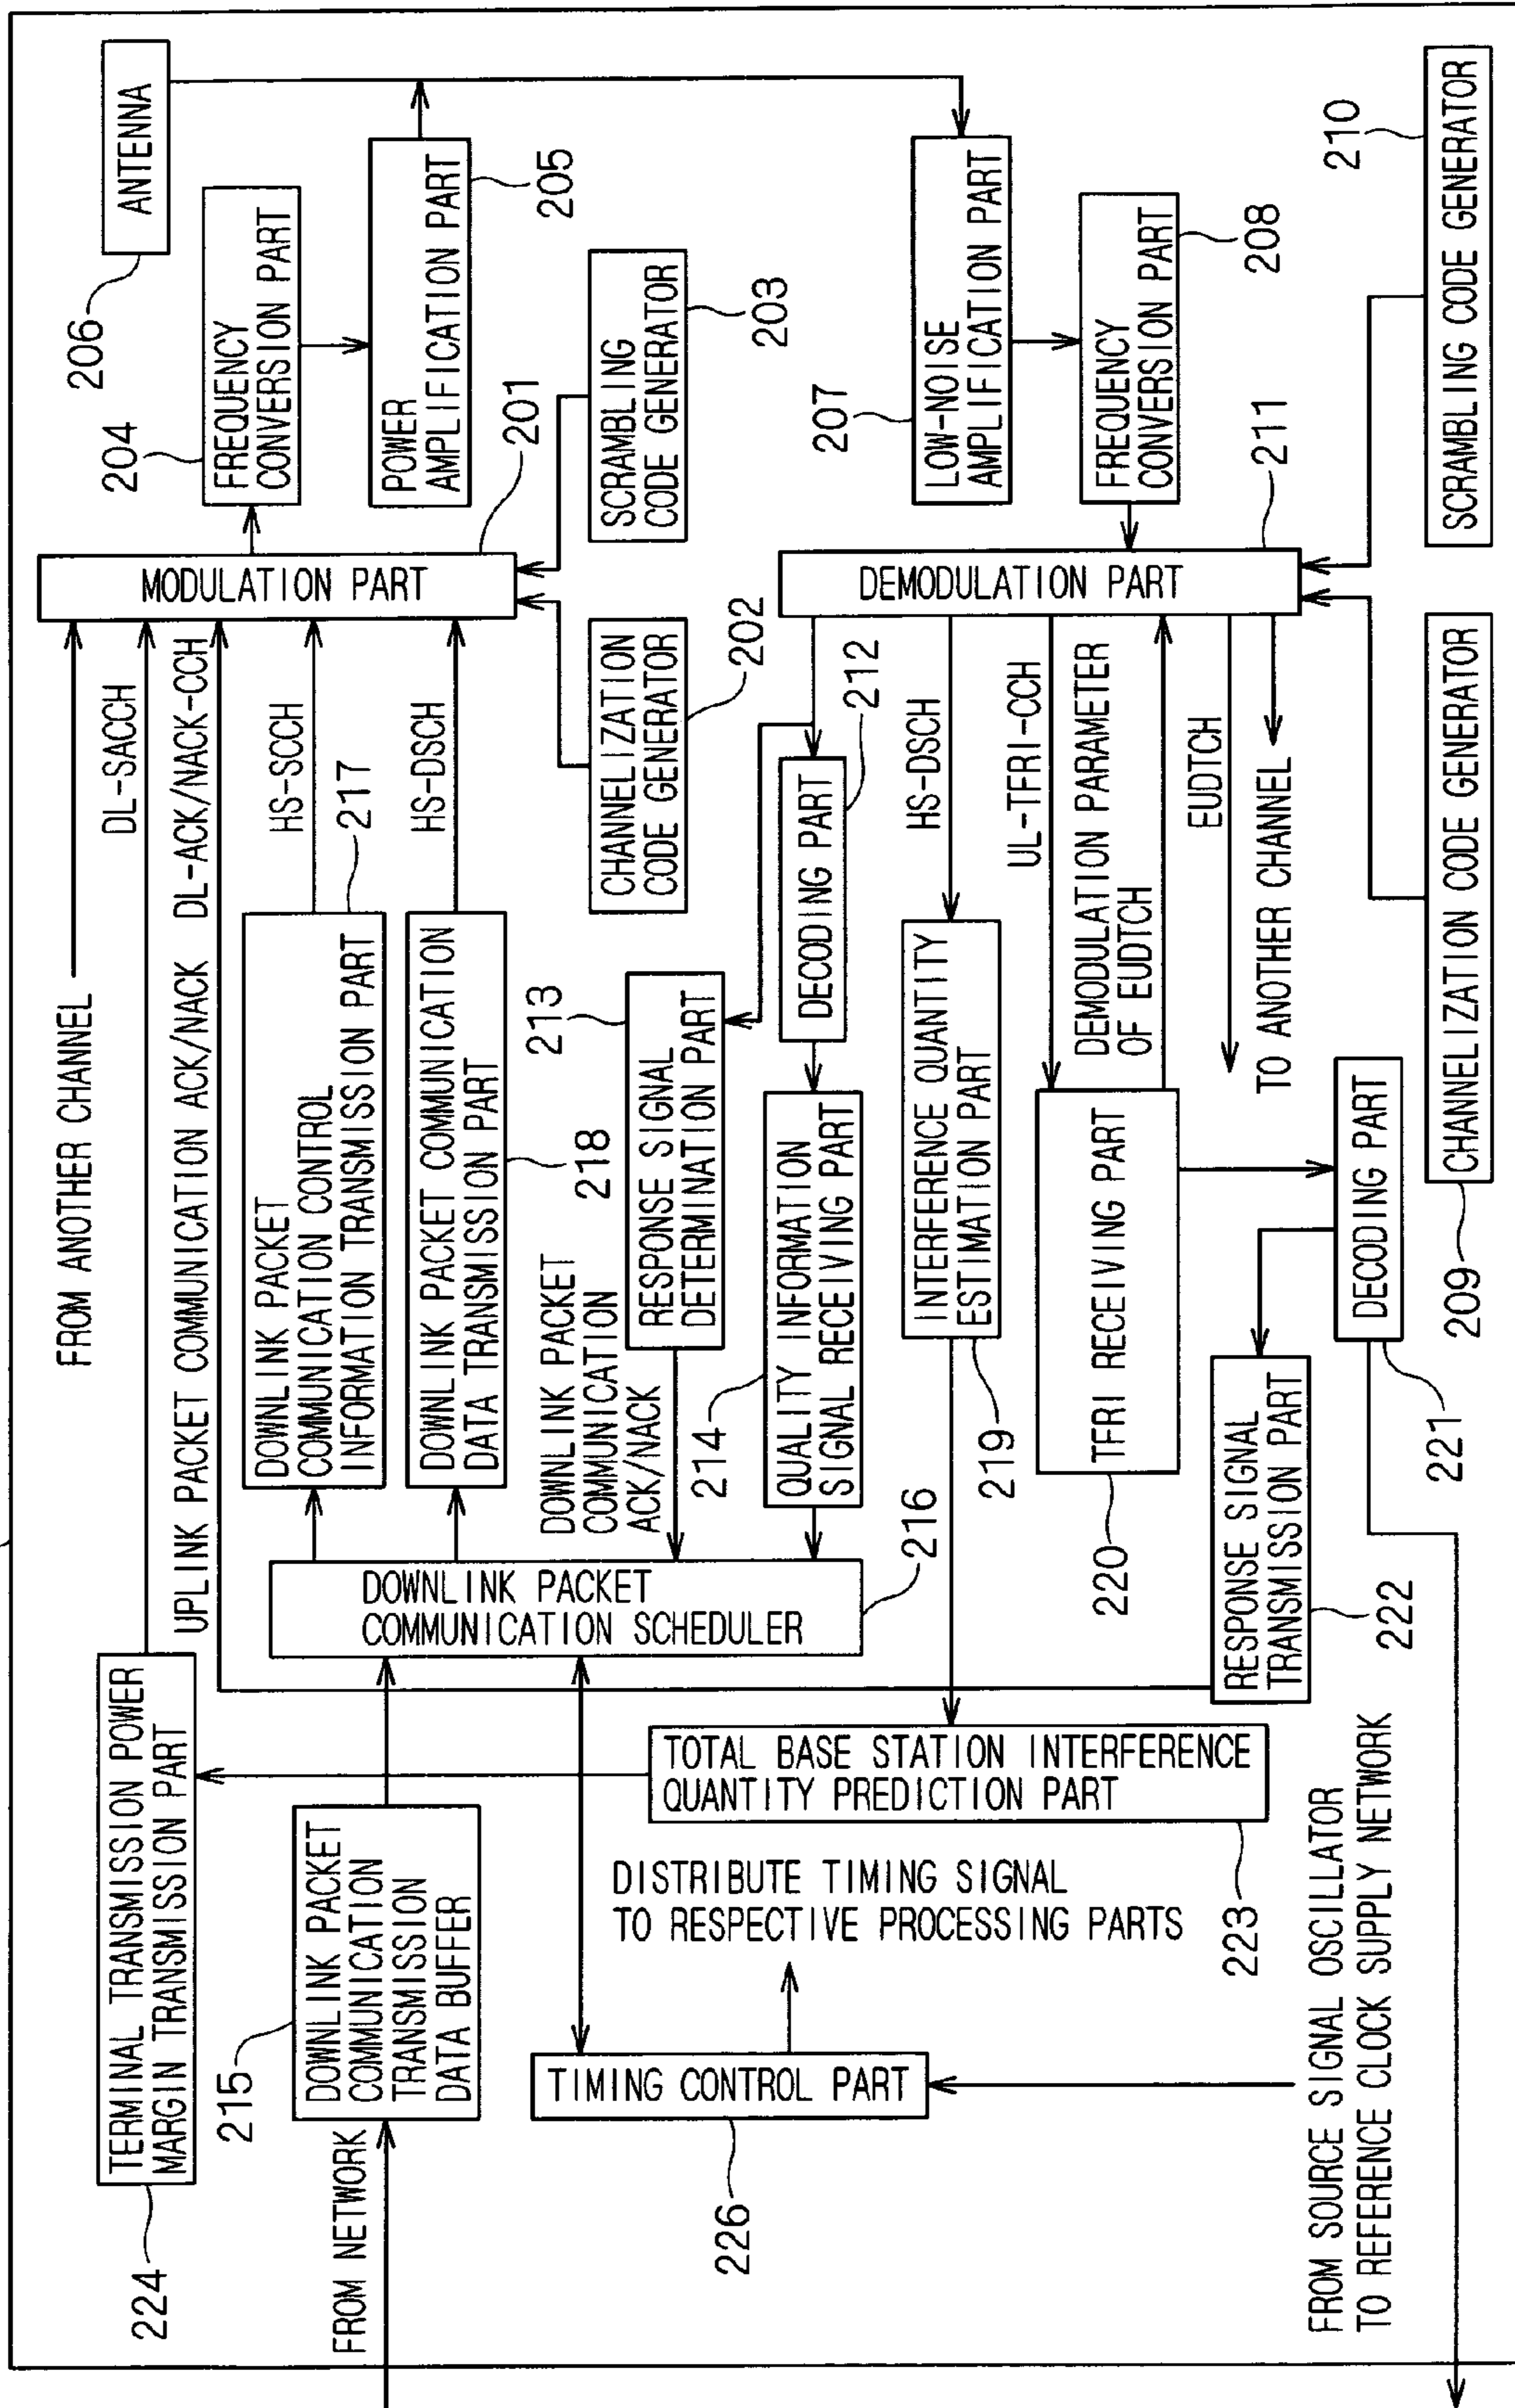 FROM ANOTHER CHANNEL
224
TERMINAL TRANSMISSION POWER
MARGIN TRANSMISSION PART
DL-SACCH
UPLINK PACKET COMMUNICATION ACK/NACK
DL-ACK/NACK-CCH
MODULATION PART
201
204
FREQUENCY
CONVERSION PART
206
ANTENNA
POWER
AMPLIFICATION PART
205
FROM NETWORK
215
DOWNLINK PACKET
COMMUNICATION
TRANSMISSION
DATA BUFFER
DOWNLINK PACKET
COMMUNICATION SCHEDULER
216
DOWNLINK PACKET
COMMUNICATION CONTROL
INFORMATION TRANSMISSION PART
217
HS-SCCH
DOWNLINK PACKET COMMUNICATION
DATA TRANSMISSION PART
218
HS-DSCH
CHANNELIZATION
CODE GENERATOR
202
SCRAMBLING
CODE GENERATOR
203
DOWNLINK PACKET
COMMUNICATION
ACK/NACK
213
RESPONSE SIGNAL
DETERMINATION PART
214
QUALITY INFORMATION
SIGNAL RECEIVING PART
DECODING PART
212
DEMODULATION PART
211
207
LOW-NOISE
AMPLIFICATION PART
FREQUENCY
CONVERSION PART
208
226
TIMING CONTROL PART
DISTRIBUTE TIMING SIGNAL
TO RESPECTIVE PROCESSING PARTS
TOTAL BASE STATION INTERFERENCE
QUANTITY PREDICTION PART
223
INTERFERENCE QUANTITY
ESTIMATION PART
219
HS-DSCH
UL-TFRI-CCH
220
TFRI RECEIVING PART
DEMODULATION PARAMETER
OF EUDTCH
EUDTCH
TO ANOTHER CHANNEL
RESPONSE SIGNAL
TRANSMISSION PART
222
DECODING PART
221
FROM SOURCE SIGNAL OSCILLATOR
TO REFERENCE CLOCK SUPPLY NETWORK
209
CHANNELIZATION CODE GENERATOR
210
SCRAMBLING CODE GENERATOR